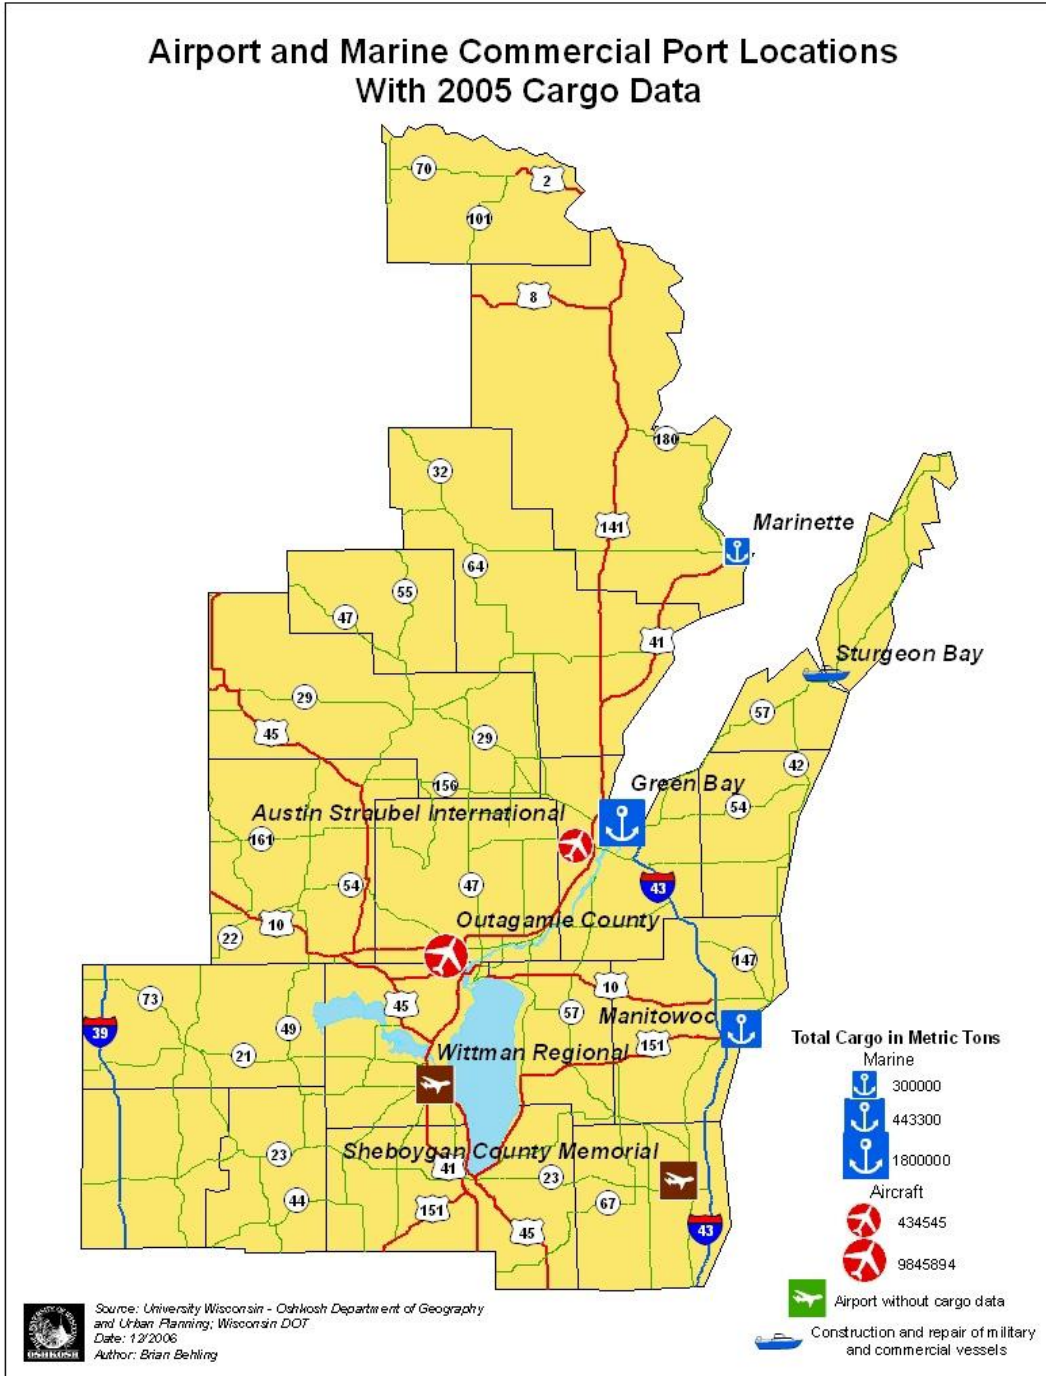 Airport and Marine Commercial Port Locations
With 2005 Cargo Data
70
2
101
8
180
32
141
Marinette
64
55
47
41
Sturgeon Bay
29
57
45
29
42
156
Green Bay
54
Austin Straubel International
161
54
47
43
Outagamie County
10
22
147
73
45
10
57
Manitowoc
39
49
151
21
Wittman Regional
23
Sheboygan County Memorial
41
23
44
151
67
45
43
Total Cargo in Metric Tons
Marine
300000
443300
1800000
Aircraft
434545
9845894
Airport without cargo data
Construction and repair of military
and commercial vessels
Source: University Wisconsin - Oshkosh Department of Geography
and Urban Planning; Wisconsin DOT
Date: 12/2006
Author: Brian Behling
OSHKOSH